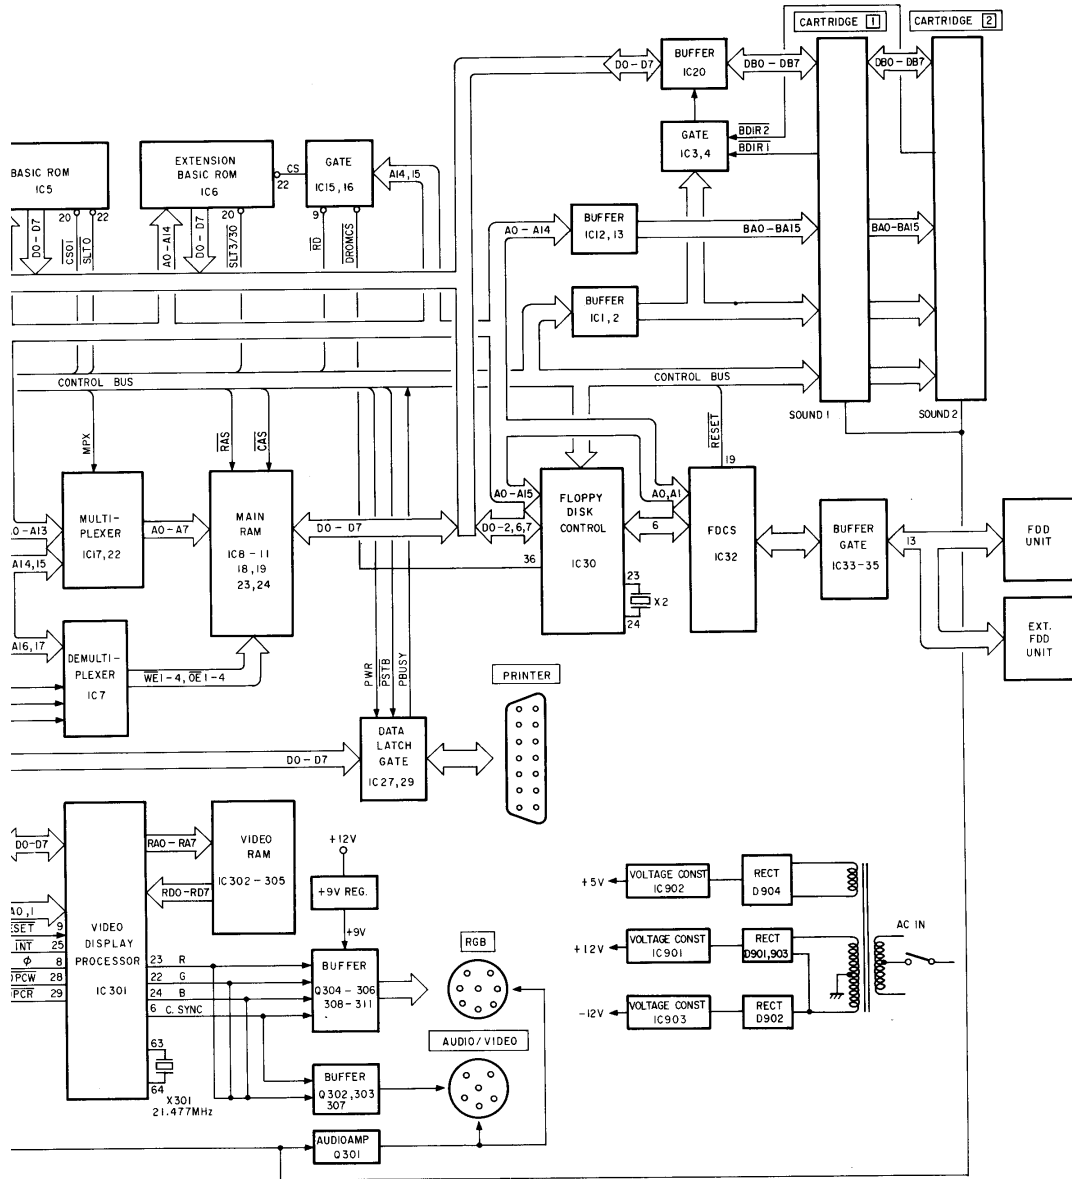 CARTRIDGE 1
CARTRIDGE 2
D0-D7
BUFFER
IC20
DB0-DB7
DB0-DB7
GATE
IC3,4
BDIR2
BDIR1
BASIC ROM
IC5
EXTENSION
BASIC ROM
IC6
CS
22
GATE
IC15,16
A14,15
20
22
20
9
D0-D7
CS01
SLT0
A0-A14
D0-D7
SLT3/30
RD
DROMCS
A0-A14
BUFFER
IC12,13
BA0-BA15
BA0-BA15
BUFFER
IC1,2
CONTROL BUS
CONTROL BUS
SOUND 1
SOUND 2
MPX
RAS
CAS
RESET
19
A0-A13
A14,15
MULTI-
PLEXER
IC17,22
A0-A7
MAIN
RAM
IC8-11
18,19
23,24
D0-D7
A0-A15
D0-2,6,7
36
FLOPPY
DISK
CONTROL
IC30
A0,A1
6
23
X2
24
FDCS
IC32
BUFFER
GATE
IC33-35
13
FDD
UNIT
EXT.
FDD
UNIT
A16,17
DEMULTI-
PLEXER
IC7
WE1-4,OE1-4
PWR
PSTB
PBUSY
PRINTER
D0-D7
DATA
LATCH
GATE
IC27,29
D0-D7
RA0-RA7
VIDEO
RAM
IC302-305
RD0-RD7
+12V
+9V REG.
+9V
A0,1
ESET
9
INT
25
φ
8
PCW
28
PCR
29
VIDEO
DISPLAY
PROCESSOR
IC301
23 R
22 G
24 B
6 C.SYNC
63
64
X301
21.477MHz
BUFFER
Q304-306
308-311
RGB
AUDIO/VIDEO
BUFFER
Q302,303
307
AUDIOAMP
Q301
+5V
VOLTAGE CONST
IC902
RECT
D904
+12V
VOLTAGE CONST
IC901
RECT
D901,903
-12V
VOLTAGE CONST
IC903
RECT
D902
AC IN